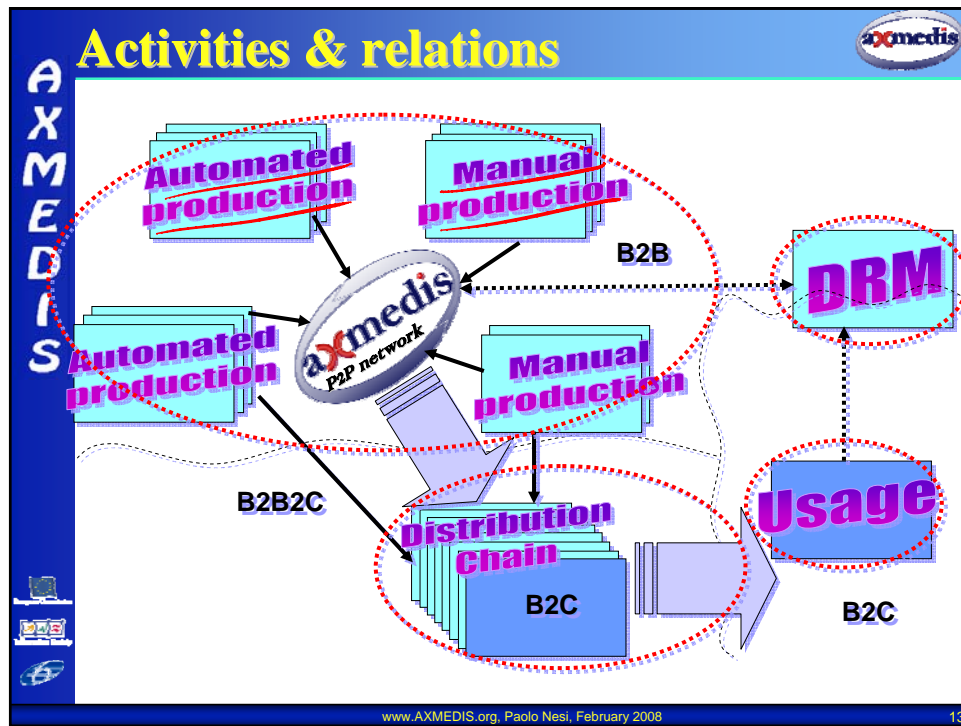 Activities & relations
axmedis
AXMEDIS
Automated
production
Manual
production
B2B
DRM
axmedis
P2P network
Automated
production
Manual
production
B2B2C
Distribution
Chain
B2C
Usage
B2C
www.AXMEDIS.org, Paolo Nesi, February 2008
13